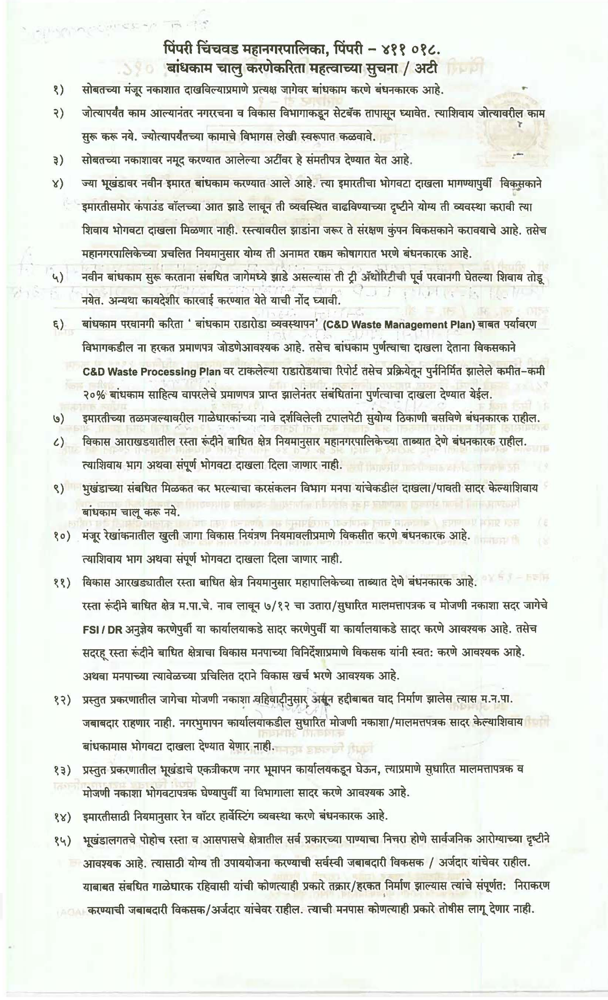 पिंपरी चिंचवड महानगरपालिका, पिंपरी – ४११ ०१८.
बांधकाम चालु करणेकरिता महत्वाच्या सुचना / अटी
१) सोबतच्या मंजूर नकाशात दाखविल्याप्रमाणे प्रत्यक्ष जागेवर बांधकाम करणे बंधनकारक आहे.
२) जोत्यापर्यंत काम आल्यानंतर नगररचना व विकास विभागाकडून सेटबॅक तापासून घ्यावेत. त्याशिवाय जोत्यावरील काम
सुरू करू नये. ज्योत्यापर्यंतच्या कामाचे विभागस लेखी स्वरूपात कळवावे.
३) सोबतच्या नकाशावर नमूद करण्यात आलेल्या अटींवर हे संमतीपत्र देण्यात येत आहे.
४) ज्या भूखंडावर नवीन इमारत बांधकाम करण्यात आले आहे. त्या इमारतीचा भोगवटा दाखला मागण्यापुर्वी विकसकाने
इमारतीसमोर कंपाउंड वॉलच्या आत झाडे लावून ती व्यवस्थित वाढविण्याच्या दृष्टीने योग्य ती व्यवस्था करावी त्या
शिवाय भोगवटा दाखला मिळणार नाही. रस्त्यावरील झाडांना जरूर ते संरक्षण कुंपन विकसकाने करावयाचे आहे. तसेच
महानगरपालिकेच्या प्रचलित नियमानुसार योग्य ती अनामत रक्कम कोषागरात भरणे बंधनकारक आहे.
५) नवीन बांधकाम सुरू करताना संबधित जागेमध्ये झाडे असल्यास ती ट्री ॲथोरिटीची पूर्व परवानगी घेतल्या शिवाय तोडू
नयेत. अन्यथा कायदेशीर कारवाई करण्यात येते याची नोंद घ्यावी.
६) बांधकाम परवानगी करिता ‘ बांधकाम राडारोडा व्यवस्थापन’ (C&D Waste Management Plan) बाबत पर्यावरण
विभागकडील ना हरकत प्रमाणपत्र जोडणेआवश्यक आहे. तसेच बांधकाम पुर्णत्वाचा दाखला देताना विकसकाने
C&D Waste Processing Plan वर टाकलेल्या राडारोडयाचा रिपोर्ट तसेच प्रक्रियेतून पुर्ननिर्मित झालेले कमीत–कमी
२०% बांधकाम साहित्य वापरलेचे प्रमाणपत्र प्राप्त झालेनंतर संबंधितांना पुर्णत्वाचा दाखला देण्यात येईल.
७) इमारतीच्या तळमजल्यावरील गाळेधारकांच्या नावे दर्शविलेली टपालपेटी सुयोग्य ठिकाणी बसविणे बंधनकारक राहील.
८) विकास आराखडयातील रस्ता रूंदीने बाधित क्षेत्र नियमानुसार महानगरपालिकेच्या ताब्यात देणे बंधनकारक राहील.
त्याशिवाय भाग अथवा संपूर्ण भोगवटा दाखला दिला जाणार नाही.
९) भुखंडाच्या संबधित मिळकत कर भरल्याचा करसंकलन विभाग मनपा यांचेकडील दाखला/पावती सादर केल्याशिवाय
बांधकाम चालू करू नये.
१०) मंजूर रेखांकनातील खुली जागा विकास नियंत्रण नियमावलीप्रमाणे विकसीत करणे बंधनकारक आहे.
त्याशिवाय भाग अथवा संपूर्ण भोगवटा दाखला दिला जाणार नाही.
११) विकास आरखड्यातील रस्ता बाधित क्षेत्र नियमानुसार महापालिकेच्या ताब्यात देणे बंधनकारक आहे.
रस्ता रूंदीने बाधित क्षेत्र म.पा.चे. नाव लावून ७/१२ चा उतारा/सुधारित मालमत्तापत्रक व मोजणी नकाशा सदर जागेचे
FSI / DR अनुज्ञेय करणेपुर्वी या कार्यालयाकडे सादर करणेपुर्वी या कार्यालयाकडे सादर करणे आवश्यक आहे. तसेच
सदरहू रस्ता रूंदीने बाधित क्षेत्राचा विकास मनपाच्या विनिर्देशाप्रमाणे विकसक यांनी स्वतः करणे आवश्यक आहे.
अथवा मनपाच्या त्यावेळच्या प्रचिलित दराने विकास खर्च भरणे आवश्यक आहे.
१२) प्रस्तुत प्रकरणातील जागेचा मोजणी नकाशा वहिवाटीनुसार असून हद्दीबाबत वाद निर्माण झालेस त्यास म.न.पा.
जबाबदार राहणार नाही. नगरभुमापन कार्यालयाकडील सुधारित मोजणी नकाशा/मालमत्तपत्रक सादर केल्याशिवाय
बांधकामास भोगवटा दाखला देण्यात येणार नाही.
१३) प्रस्तुत प्रकरणातील भूखंडाचे एकत्रीकरण नगर भूमापन कार्यालयकडून घेऊन, त्याप्रमाणे सुधारित मालमत्तापत्रक व
मोजणी नकाशा भोगवटापत्रक घेण्यापुर्वी या विभागाला सादर करणे आवश्यक आहे.
१४) इमारतीसाठी नियमानुसार रेन वॉटर हार्वेस्टिंग व्यवस्था करणे बंधनकारक आहे.
१५) भूखंडालगतचे पोहोच रस्ता व आसपासचे क्षेत्रातील सर्व प्रकारच्या पाण्याचा नित्तरा होणे सार्वजनिक आरोग्याच्या दृष्टीने
आवश्यक आहे. त्यासाठी योग्य ती उपाययोजना करण्याची सर्वस्वी जबाबदारी विकसक / अर्जदार यांचेवर राहील.
याबाबत संबधित गाळेधारक रहिवासी यांची कोणत्याही प्रकारे तक्रार/हरकत निर्माण झाल्यास त्यांचे संपूर्णतः निराकरण
करण्याची जबाबदारी विकसक/अर्जदार यांचेवर राहील. त्याची मनपास कोणत्याही प्रकारे तोषीस लागू देणार नाही.